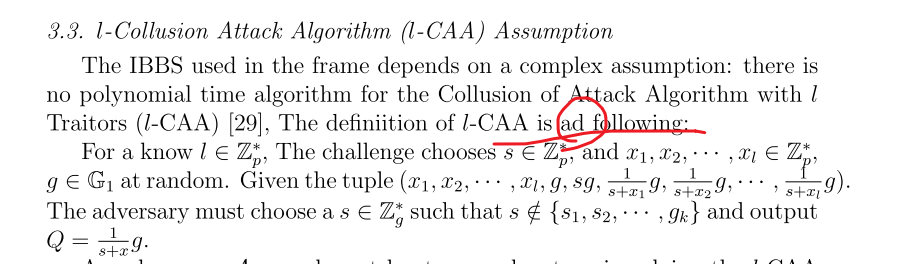 3.3. l-Collusion Attack Algorithm (l-CAA) Assumption
The IBBS used in the frame depends on a complex assumption: there is
no polynomial time algorithm for the Collusion of Attack Algorithm with l
Traitors (l-CAA) [29], The definiition of l-CAA is ad following:
For a know l ∈ ℤ*ₚ, The challenge chooses s ∈ ℤ*ₚ, and x₁, x₂, ⋯ , xₗ ∈ ℤ*ₚ,
g ∈ 𝔾₁ at random. Given the tuple (x₁, x₂, ⋯ , xₗ, g, sg, 1/(s+x₁) g, 1/(s+x₂) g, ⋯ , 1/(s+xₗ) g).
The adversary must choose a s ∈ ℤ*_g such that s ∉ {s₁, s₂, ⋯ , gₖ} and output
Q = 1/(s+x) g.